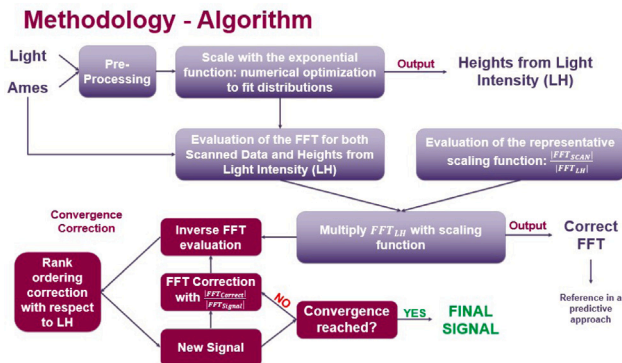 Methodology - Algorithm
Light
Ames
Pre-
Processing
Scale with the exponential
function: numerical optimization
to fit distributions
Output
Heights from Light
Intensity (LH)
Evaluation of the FFT for both
Scanned Data and Heights from
Light Intensity (LH)
Evaluation of the representative
scaling function: |FFT_SCAN|
|FFT_LH|
Convergence
Correction
Inverse FFT
evaluation
Multiply FFT_LH with scaling
function
Output
Correct
FFT
Rank
ordering
correction
with respect
to LH
FFT Correction
with |FFT_Correct|
|FFT_Signal|
NO
Convergence
reached?
YES
FINAL
SIGNAL
Reference in a
predictive
approach
New Signal